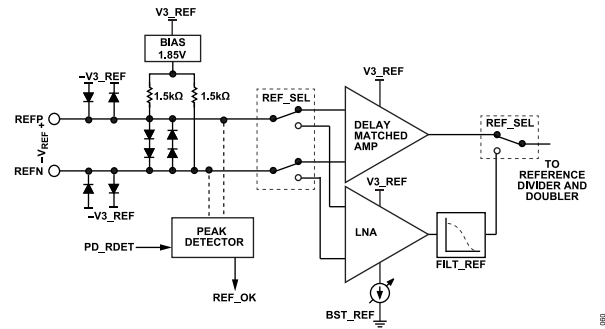 V3_REF
BIAS
1.85V
–V3_REF
1.5kΩ
1.5kΩ
REF_SEL
V3_REF
REFP
+
VREF
–
REFN
DELAY
MATCHED
AMP
REF_SEL
TO
REFERENCE
DIVIDER AND
DOUBLER
–V3_REF
V3_REF
PEAK
DETECTOR
LNA
PD_RDET
FILT_REF
REF_OK
BST_REF
060